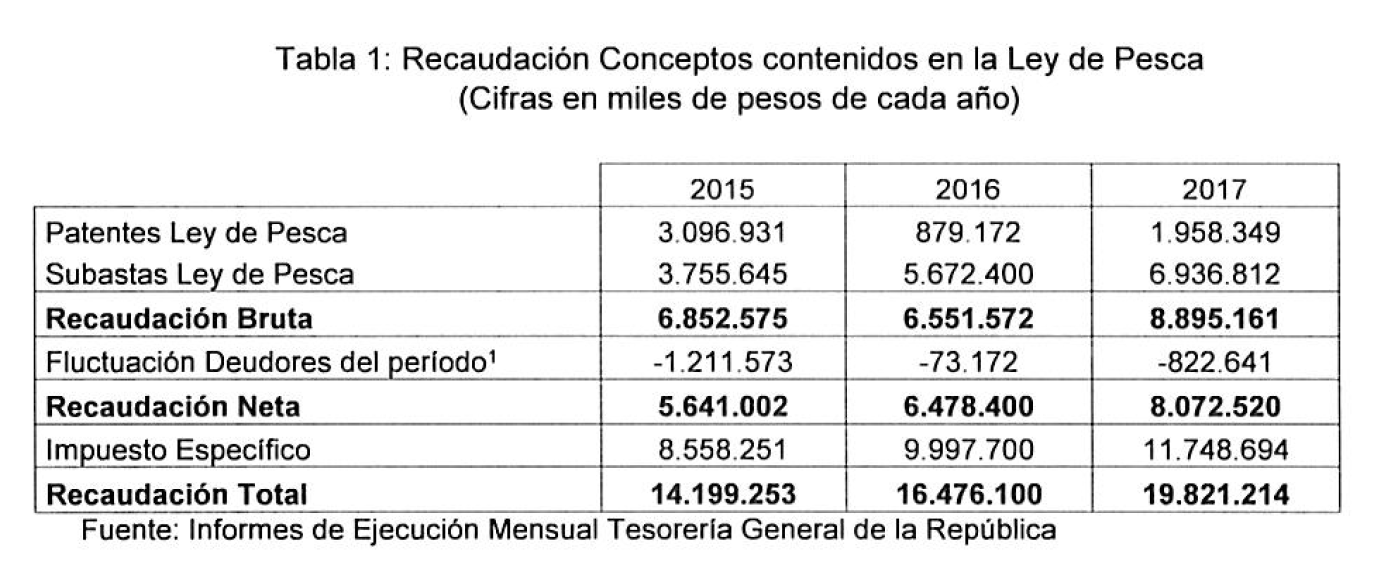 Tabla 1: Recaudación Conceptos contenidos en la Ley de Pesca
(Cifras en miles de pesos de cada año)
2015 2016 2017
Patentes Ley de Pesca 3.096.931 879.172 1.958.349
Subastas Ley de Pesca 3.755.645 5.672.400 6.936.812
Recaudación Bruta 6.852.575 6.551.572 8.895.161
Fluctuación Deudores del período¹ -1.211.573 -73.172 -822.641
Recaudación Neta 5.641.002 6.478.400 8.072.520
Impuesto Específico 8.558.251 9.997.700 11.748.694
Recaudación Total 14.199.253 16.476.100 19.821.214
Fuente: Informes de Ejecución Mensual Tesorería General de la República